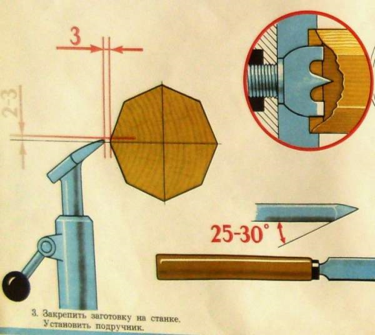 3
2-3
25-30°
3. Закрепить заготовку на станке.
Установить подручник.